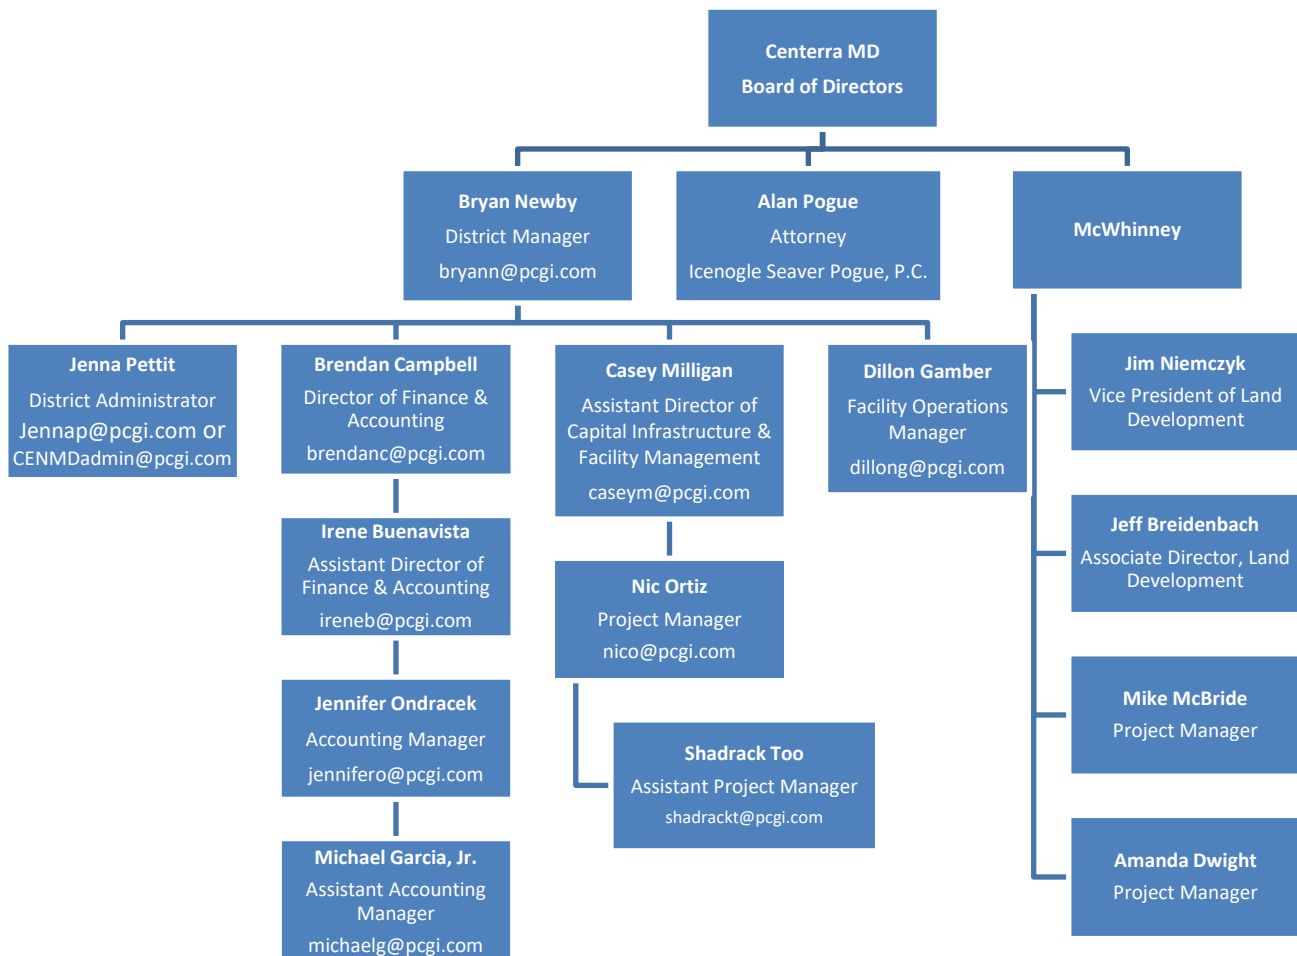 Centerra MD
Board of Directors
Bryan Newby
District Manager
bryann@pcgi.com
Alan Pogue
Attorney
Icenogle Seaver Pogue, P.C.
McWhinney
Jenna Pettit
District Administrator
Jennap@pcgi.com or
CENMDadmin@pcgi.com
Brendan Campbell
Director of Finance &
Accounting
brendanc@pcgi.com
Casey Milligan
Assistant Director of
Capital Infrastructure &
Facility Management
caseym@pcgi.com
Dillon Gamber
Facility Operations
Manager
dillong@pcgi.com
Jim Niemczyk
Vice President of Land
Development
Irene Buenavista
Assistant Director of
Finance & Accounting
ireneb@pcgi.com
Nic Ortiz
Project Manager
nico@pcgi.com
Jeff Breidenbach
Associate Director, Land
Development
Jennifer Ondracek
Accounting Manager
jennifero@pcgi.com
Shadrack Too
Assistant Project Manager
shadrackt@pcgi.com
Mike McBride
Project Manager
Michael Garcia, Jr.
Assistant Accounting
Manager
michaelg@pcgi.com
Amanda Dwight
Project Manager